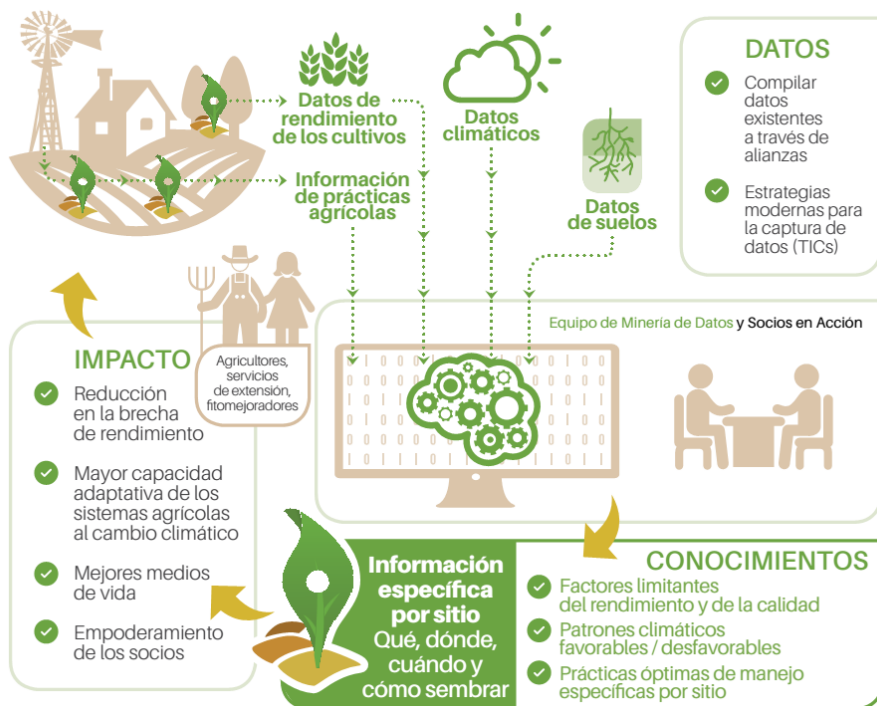 Datos de
rendimiento
de los cultivos
Información
de prácticas
agrícolas
Datos
climáticos
Datos
de suelos
DATOS
Compilar
datos
existentes
a través de
alianzas
Estrategias
modernas para
la captura de
datos (TICs)
Equipo de Minería de Datos y Socios en Acción
Agricultores,
servicios
de extensión,
fitomejoradores
IMPACTO
Reducción
en la brecha
de rendimiento
Mayor capacidad
adaptativa de los
sistemas agrícolas
al cambio climático
Mejores medios
de vida
Empoderamiento
de los socios
Información
específica
por sitio
Qué, dónde,
cuándo y
cómo sembrar
CONOCIMIENTOS
Factores limitantes
del rendimiento y de la calidad
Patrones climáticos
favorables / desfavorables
Prácticas óptimas de manejo
específicas por sitio